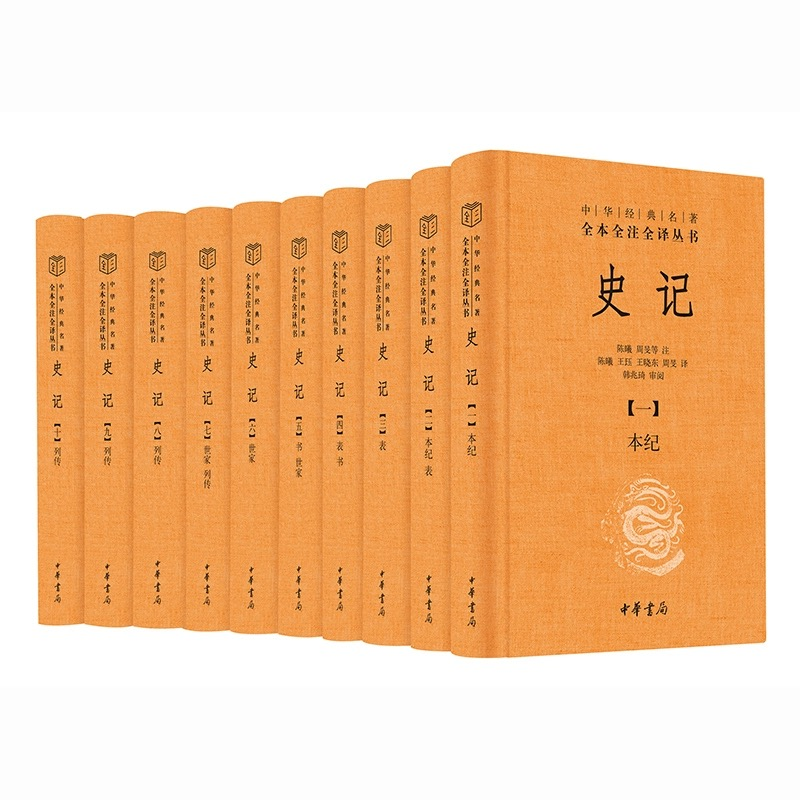 中华经典名著
全本全注全译丛书
史记
陈曦 周旻等 注
陈曦 王珏 王晓东 周旻 译
韩兆琦 审阅
【一】
本纪
中華書局
全
中华经典名著
全本全注全译丛书
史记
【一】本纪
中華書局
全
中华经典名著
全本全注全译丛书
史记
【二】本纪 表
中華書局
全
中华经典名著
全本全注全译丛书
史记
【三】表
中華書局
全
中华经典名著
全本全注全译丛书
史记
【四】表 书
中華書局
全
中华经典名著
全本全注全译丛书
史记
【五】书 世家
中華書局
全
中华经典名著
全本全注全译丛书
史记
【六】世家
中華書局
全
中华经典名著
全本全注全译丛书
史记
【七】世家 列传
中華書局
全
中华经典名著
全本全注全译丛书
史记
【八】列传
中華書局
全
中华经典名著
全本全注全译丛书
史记
【九】列传
中華書局
全
中华经典名著
全本全注全译丛书
史记
【十】列传
中華書局